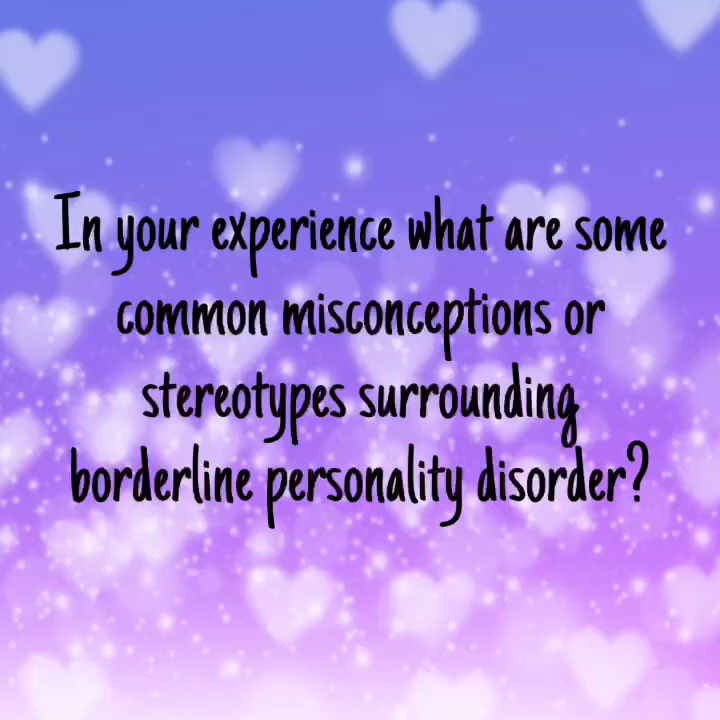 In your experience what are some
common misconceptions or
stereotypes surrounding
borderline personality disorder?